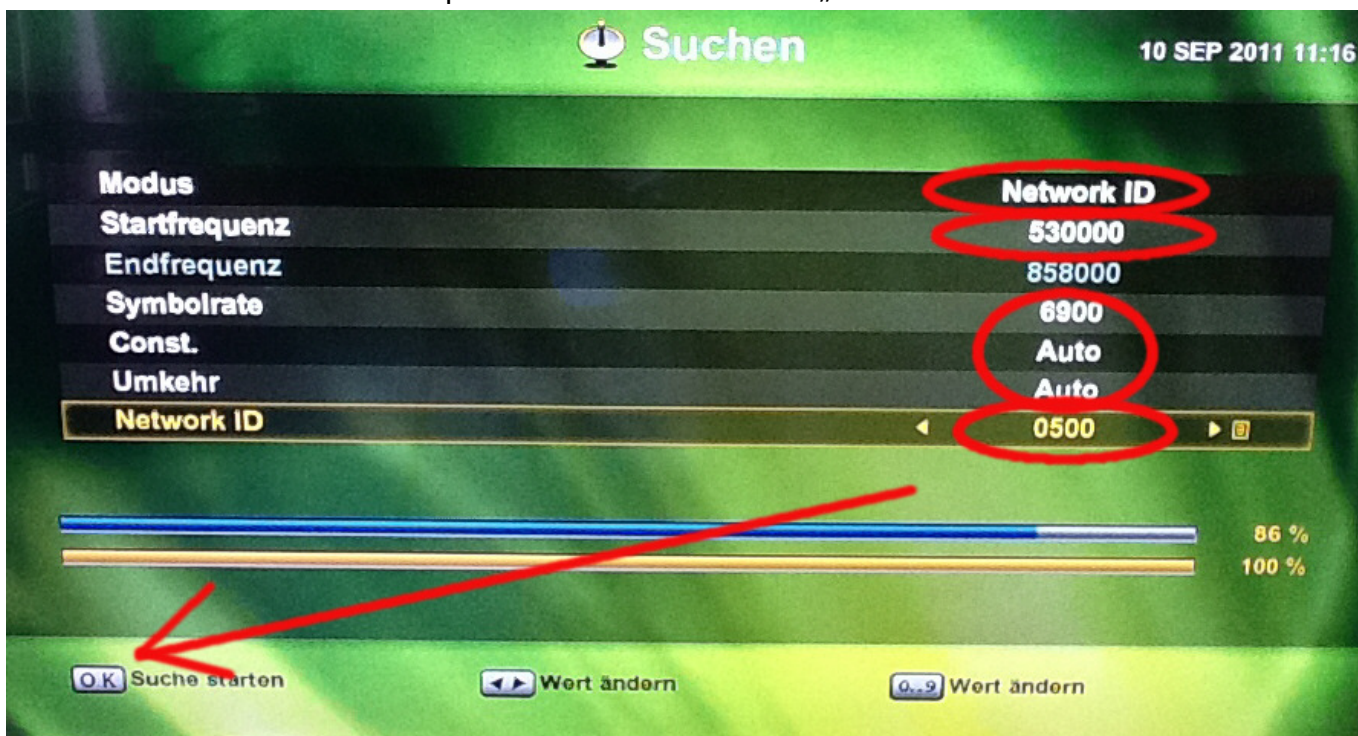 Suchen
10 SEP 2011 11:16
Modus Network ID
Startfrequenz 530000
Endfrequenz 858000
Symbolrate 6900
Const. Auto
Umkehr Auto
Network ID 0500
86 %
100 %
OK Suche starten
Wert ändern
0..9 Wert ändern